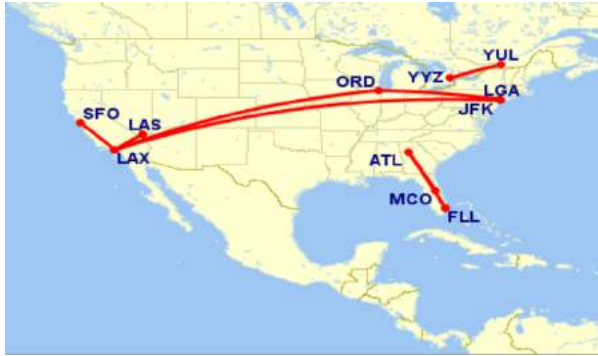 YUL
ORD
YYZ
LGA
SFO
JFK
LAS
LAX
ATL
MCO
FLL